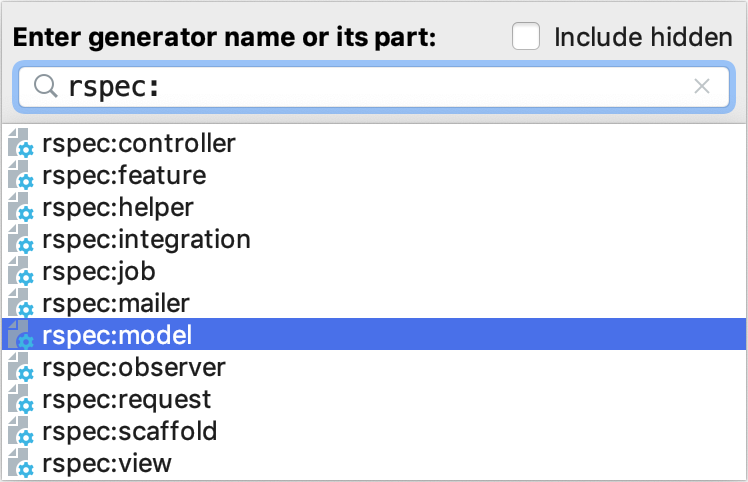 Enter generator name or its part: Include hidden
rspec:
rspec:controller
rspec:feature
rspec:helper
rspec:integration
rspec:job
rspec:mailer
rspec:model
rspec:observer
rspec:request
rspec:scaffold
rspec:view